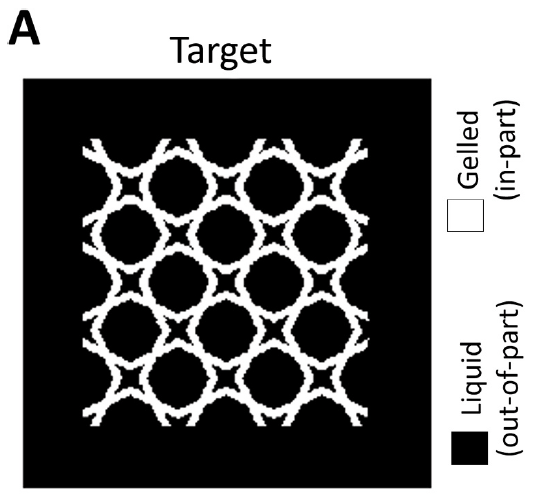 A
Target
Gelled
(in-part)
Liquid
(out-of-part)